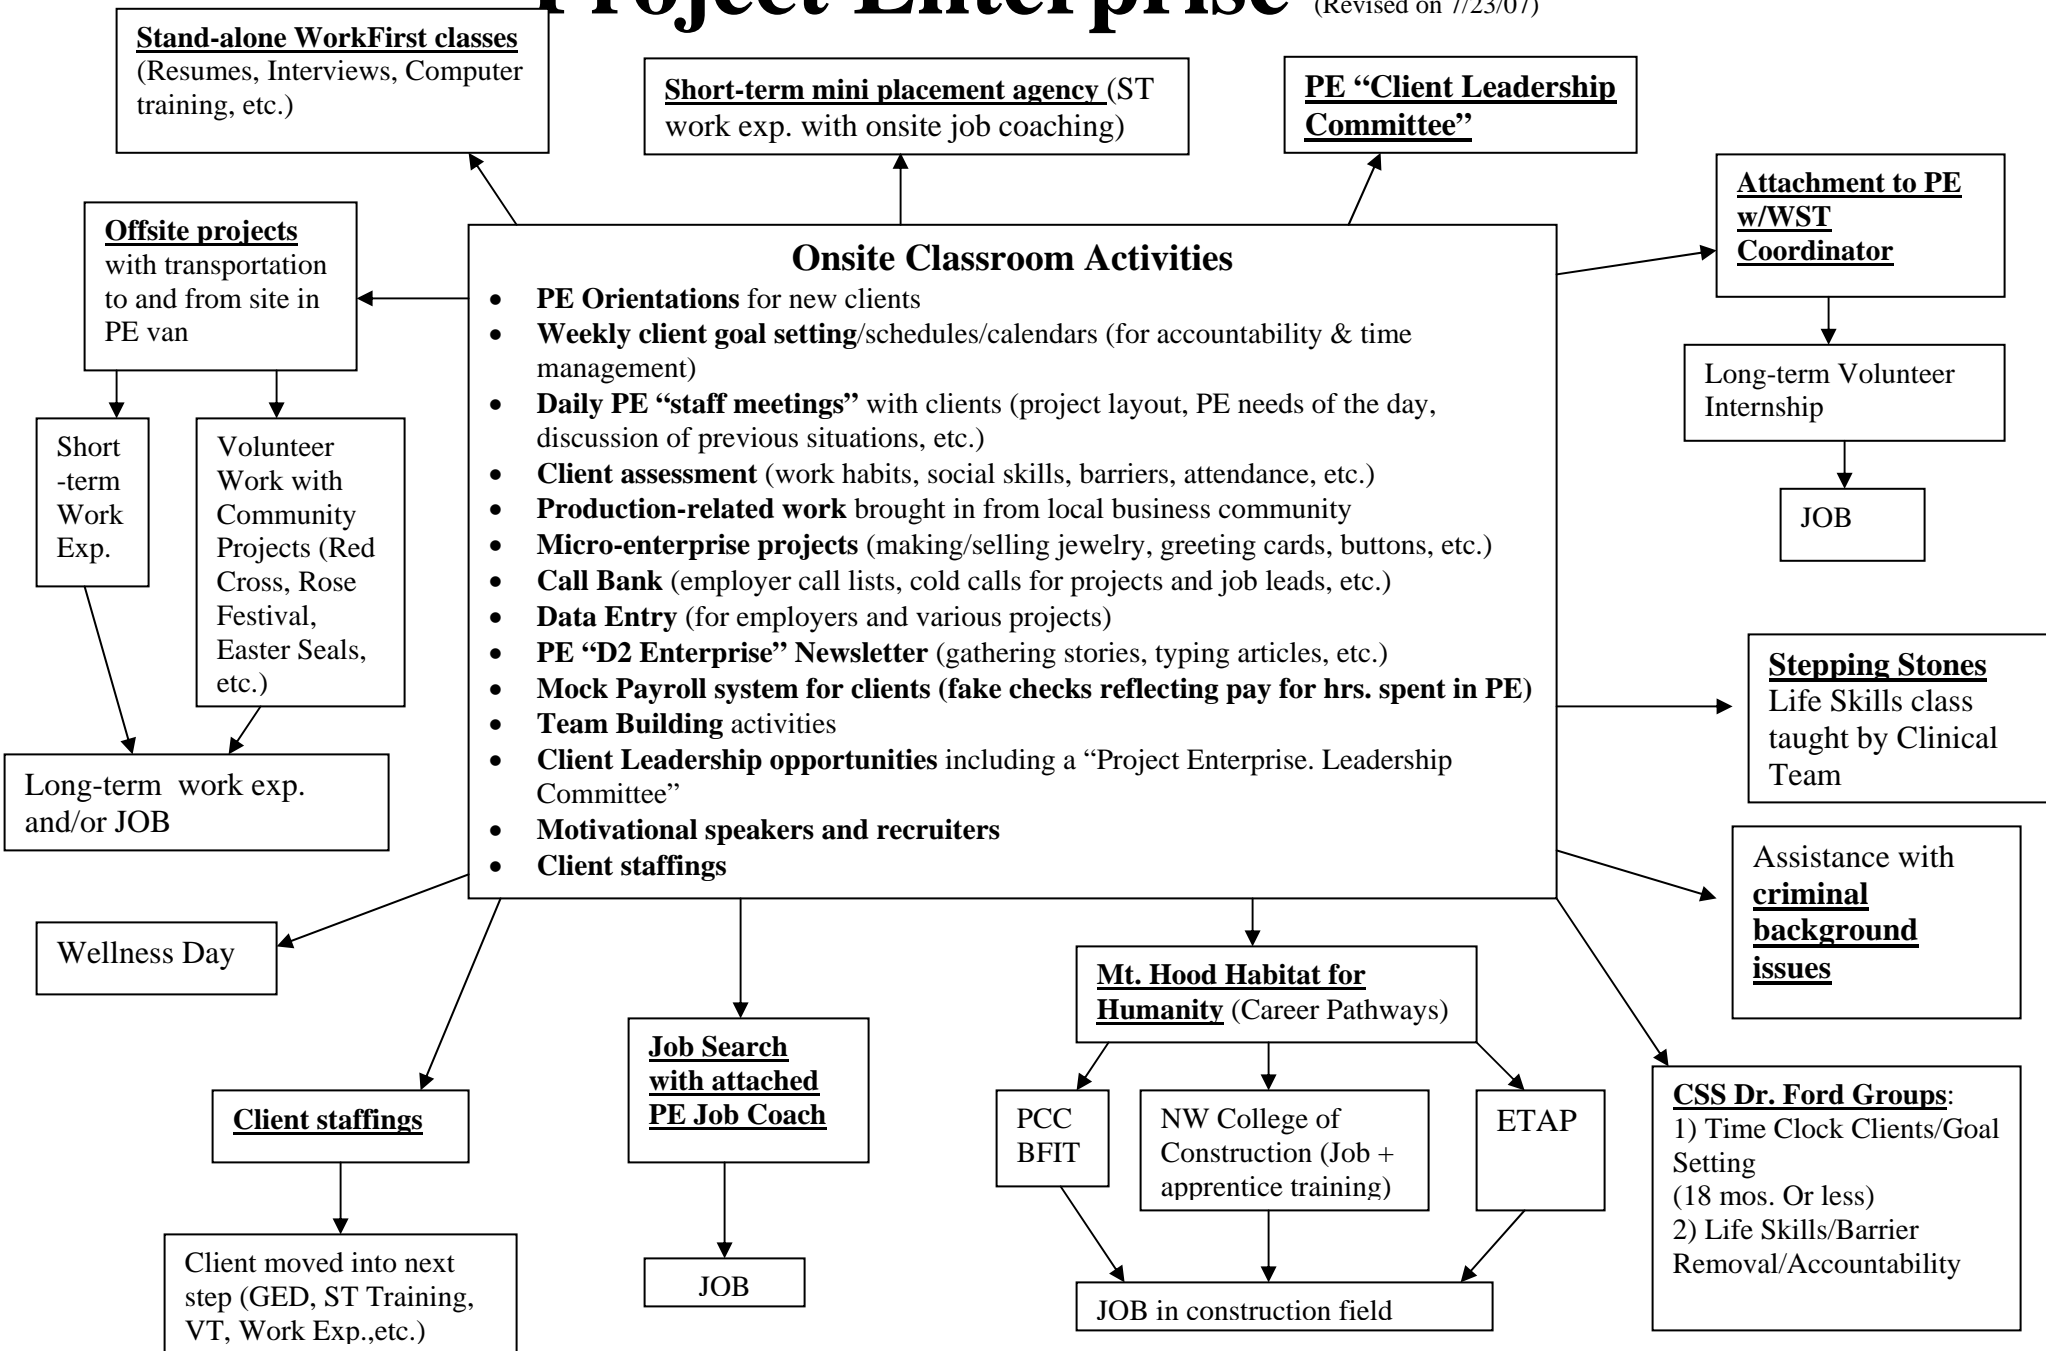 Project Enterprise (Revised on 7/23/07)
Stand-alone WorkFirst classes
(Resumes, Interviews, Computer
training, etc.)
Short-term mini placement agency (ST
work exp. with onsite job coaching)
PE “Client Leadership
Committee”
Attachment to PE
w/WST
Coordinator
Long-term Volunteer
Internship
JOB
Offsite projects
with transportation
to and from site in
PE van
Short
-term
Work
Exp.
Volunteer
Work with
Community
Projects (Red
Cross, Rose
Festival,
Easter Seals,
etc.)
Long-term work exp.
and/or JOB
Onsite Classroom Activities
• PE Orientations for new clients
• Weekly client goal setting/schedules/calendars (for accountability & time
management)
• Daily PE “staff meetings” with clients (project layout, PE needs of the day,
discussion of previous situations, etc.)
• Client assessment (work habits, social skills, barriers, attendance, etc.)
• Production-related work brought in from local business community
• Micro-enterprise projects (making/selling jewelry, greeting cards, buttons, etc.)
• Call Bank (employer call lists, cold calls for projects and job leads, etc.)
• Data Entry (for employers and various projects)
• PE “D2 Enterprise” Newsletter (gathering stories, typing articles, etc.)
• Mock Payroll system for clients (fake checks reflecting pay for hrs. spent in PE)
• Team Building activities
• Client Leadership opportunities including a “Project Enterprise. Leadership
Committee”
• Motivational speakers and recruiters
• Client staffings
Stepping Stones
Life Skills class
taught by Clinical
Team
Assistance with
criminal
background
issues
Wellness Day
Client staffings
Client moved into next
step (GED, ST Training,
VT, Work Exp.,etc.)
Job Search
with attached
PE Job Coach
JOB
Mt. Hood Habitat for
Humanity (Career Pathways)
PCC
BFIT
NW College of
Construction (Job +
apprentice training)
ETAP
JOB in construction field
CSS Dr. Ford Groups:
1) Time Clock Clients/Goal
Setting
(18 mos. Or less)
2) Life Skills/Barrier
Removal/Accountability